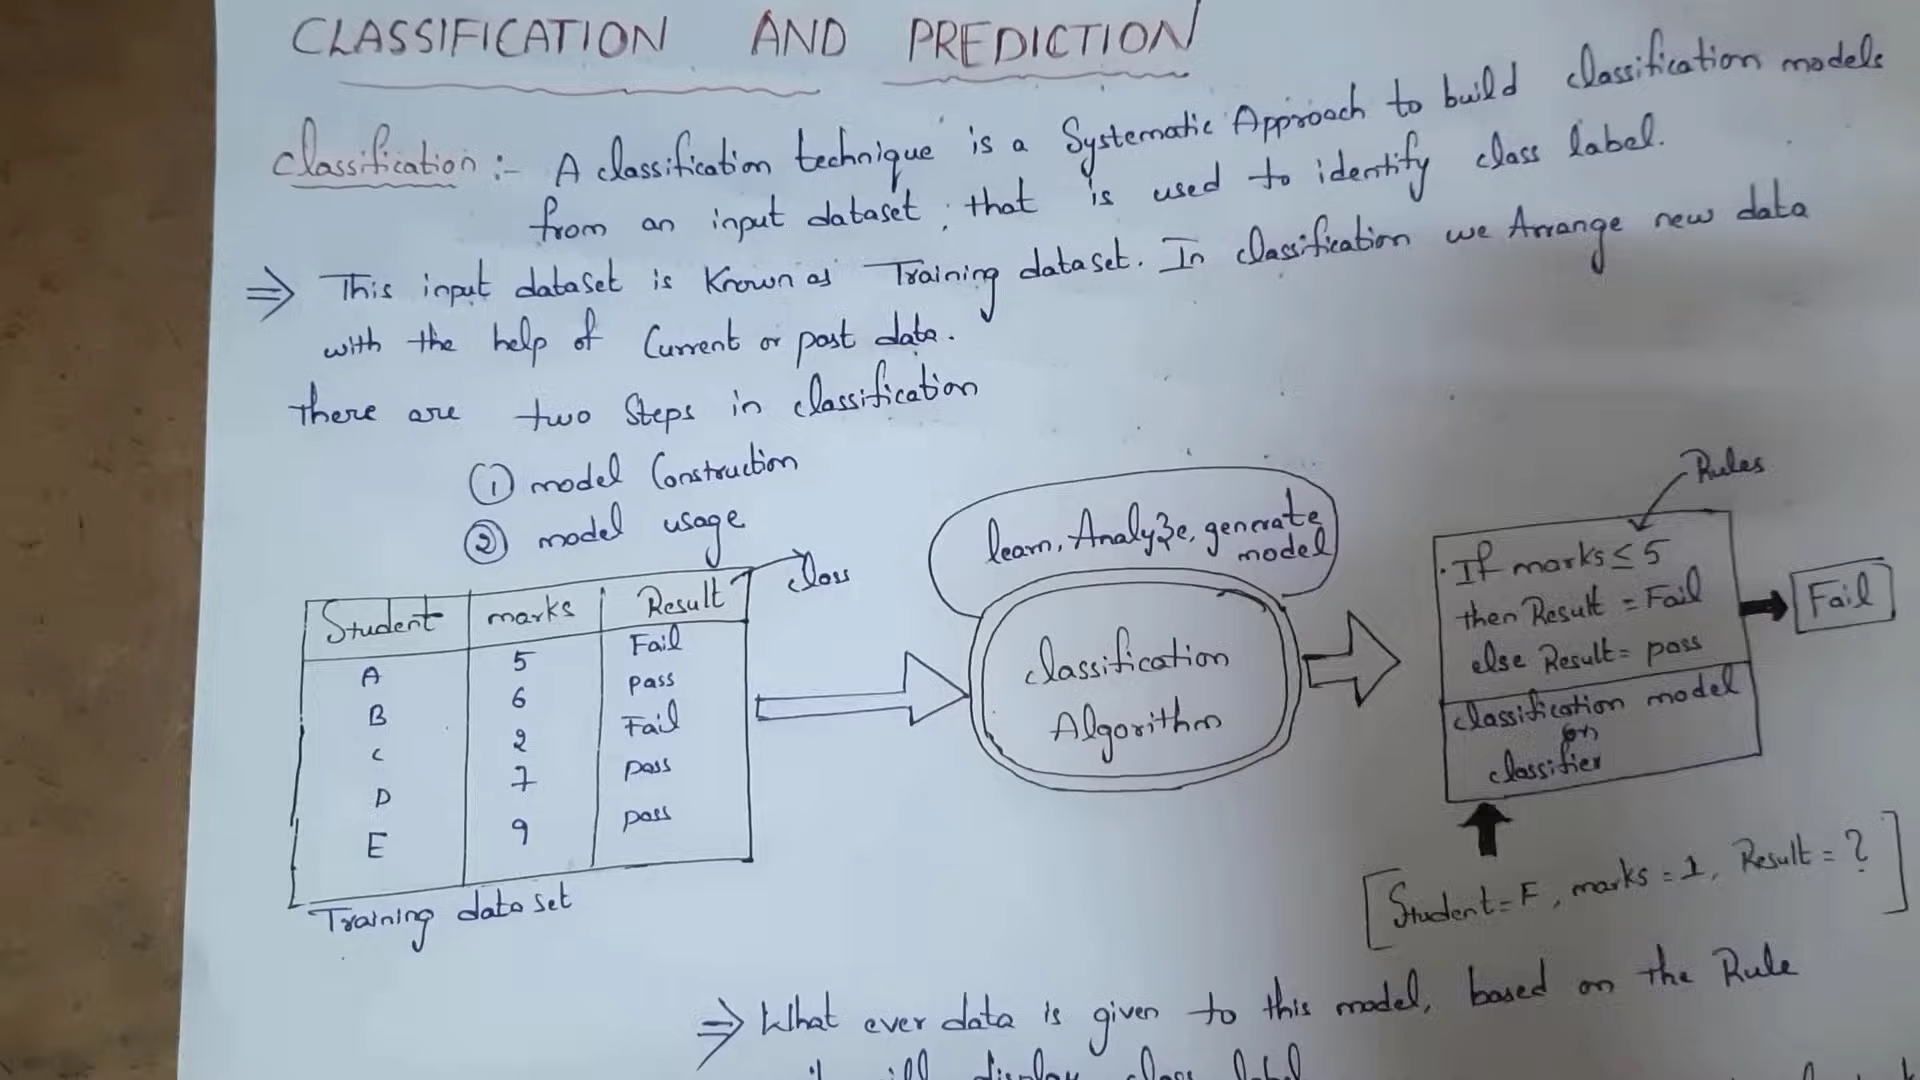 CLASSIFICATION AND PREDICTION
Classification :- A classification technique is a Systematic Approach to build classification models
from an input dataset, that is used to identify class label.
⇒ This input dataset is Known as Training dataset. In classification we Arrange new data
with the help of Current or past data.
there are two Steps in classification
① model Construction
② model usage
class
Student marks Result
A 5 Fail
B 6 pass
C 2 Fail
D 7 pass
E 9 pass
Training dataset
learn, Analyze, generate
model
classification
Algorithm
Rules
. If marks ≤ 5
then Result = Fail
else Result = pass
classification model
or
classifier
Fail
[Student = F, marks = 1, Result = ?]
⇒ What ever data is given to this model, based on the Rule
display class label